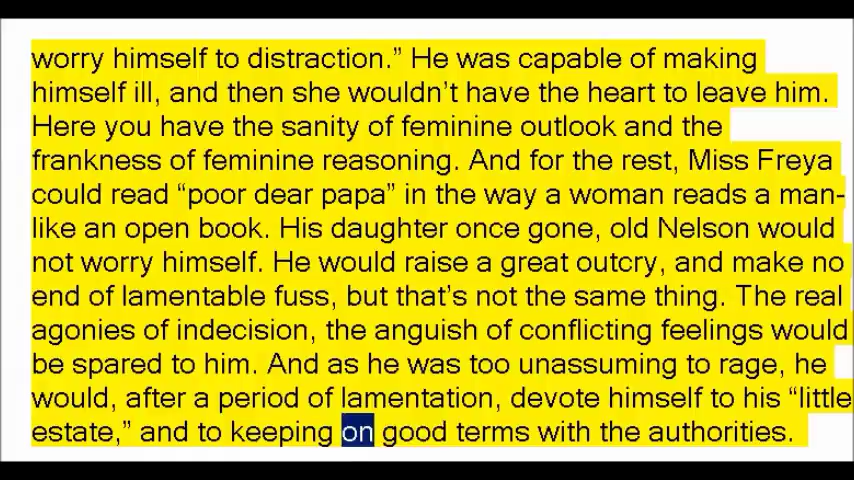 worry himself to distraction.” He was capable of making
himself ill, and then she wouldn’t have the heart to leave him.
Here you have the sanity of feminine outlook and the
frankness of feminine reasoning. And for the rest, Miss Freya
could read “poor dear papa” in the way a woman reads a man-
like an open book. His daughter once gone, old Nelson would
not worry himself. He would raise a great outcry, and make no
end of lamentable fuss, but that’s not the same thing. The real
agonies of indecision, the anguish of conflicting feelings would
be spared to him. And as he was too unassuming to rage, he
would, after a period of lamentation, devote himself to his “little
estate,” and to keeping on good terms with the authorities.